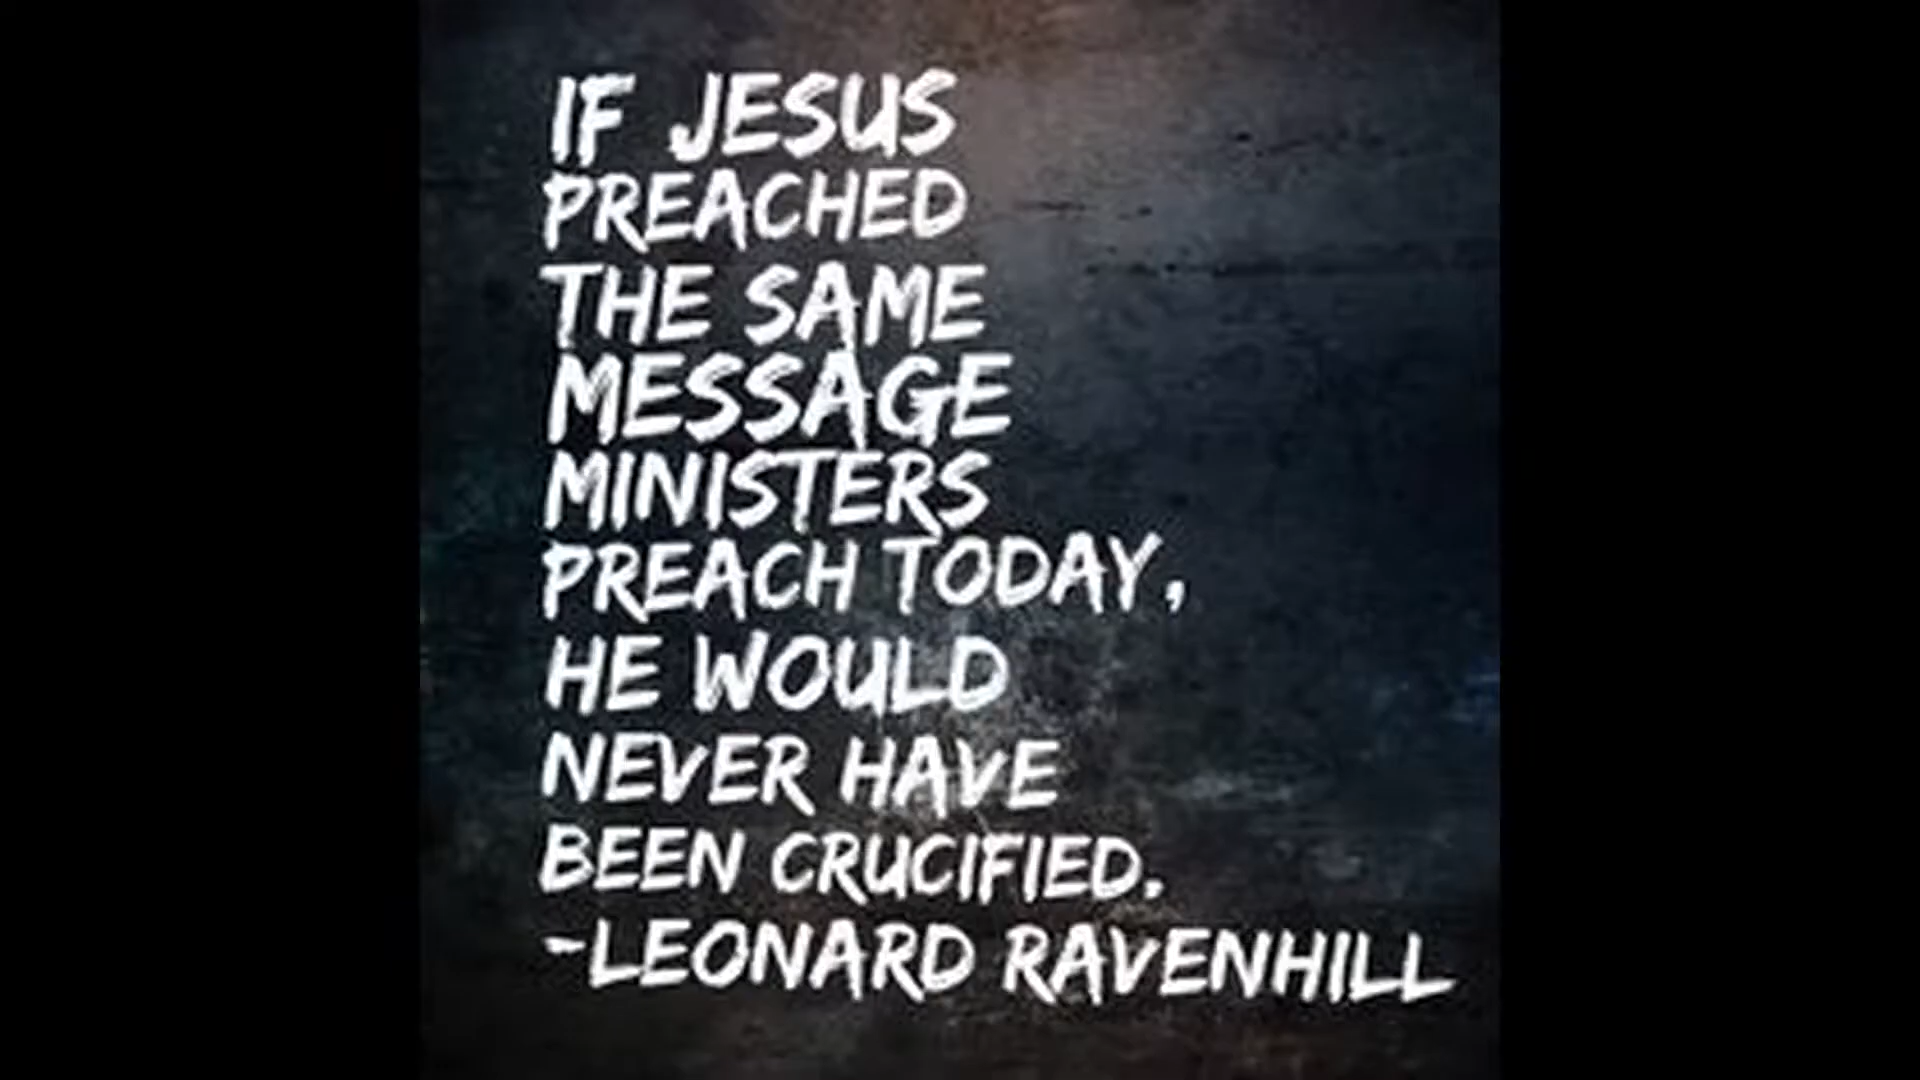 IF JESUS
PREACHED
THE SAME
MESSAGE
MINISTERS
PREACH TODAY,
HE WOULD
NEVER HAVE
BEEN CRUCIFIED.
-LEONARD RAVENHILL